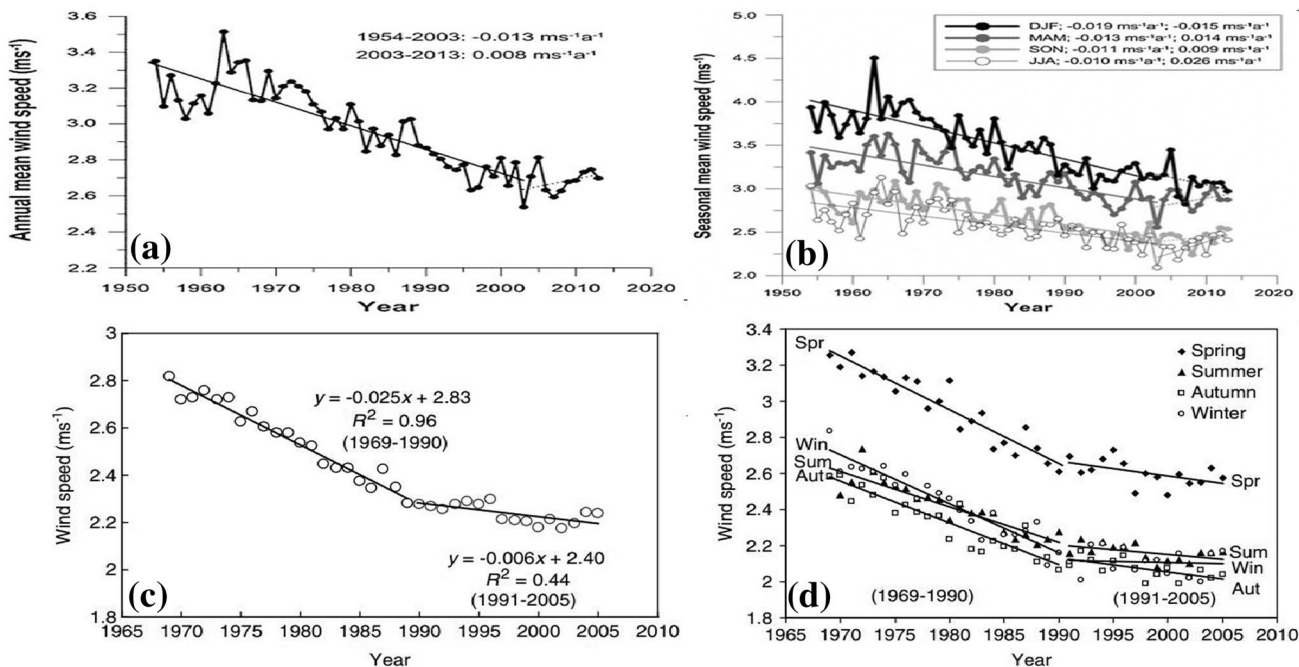 3.6
3.4
3.2
3.0
2.8
2.6
2.4
2.2
Annual mean wind speed (ms⁻¹)
1954-2003: -0.013 ms⁻¹a⁻¹
2003-2013: 0.008 ms⁻¹a⁻¹
(a)
1950 1960 1970 1980 1990 2000 2010 2020
Year
5.0
4.5
4.0
3.5
3.0
2.5
2.0
Seasonal mean wind speed (ms⁻¹)
DJF; -0.019 ms⁻¹a⁻¹; -0.015 ms⁻¹a⁻¹
MAM; -0.013 ms⁻¹a⁻¹; 0.014 ms⁻¹a⁻¹
SON; -0.011 ms⁻¹a⁻¹; 0.009 ms⁻¹a⁻¹
JJA; -0.010 ms⁻¹a⁻¹; 0.026 ms⁻¹a⁻¹
(b)
1950 1960 1970 1980 1990 2000 2010 2020
Year
3
2.8
2.6
2.4
2.2
2
1.8
Wind speed (ms⁻¹)
y = -0.025x + 2.83
R² = 0.96
(1969-1990)
y = -0.006x + 2.40
R² = 0.44
(1991-2005)
(c)
1965 1970 1975 1980 1985 1990 1995 2000 2005 2010
Year
3.4
3.2
3
2.8
2.6
2.4
2.2
2
1.8
Wind speed (ms⁻¹)
Spr
Spring
Summer
Autumn
Winter
Win
Sum
Aut
Spr
Sum
Win
Aut
(1969-1990)
(1991-2005)
(d)
1965 1970 1975 1980 1985 1990 1995 2000 2005 2010
Year